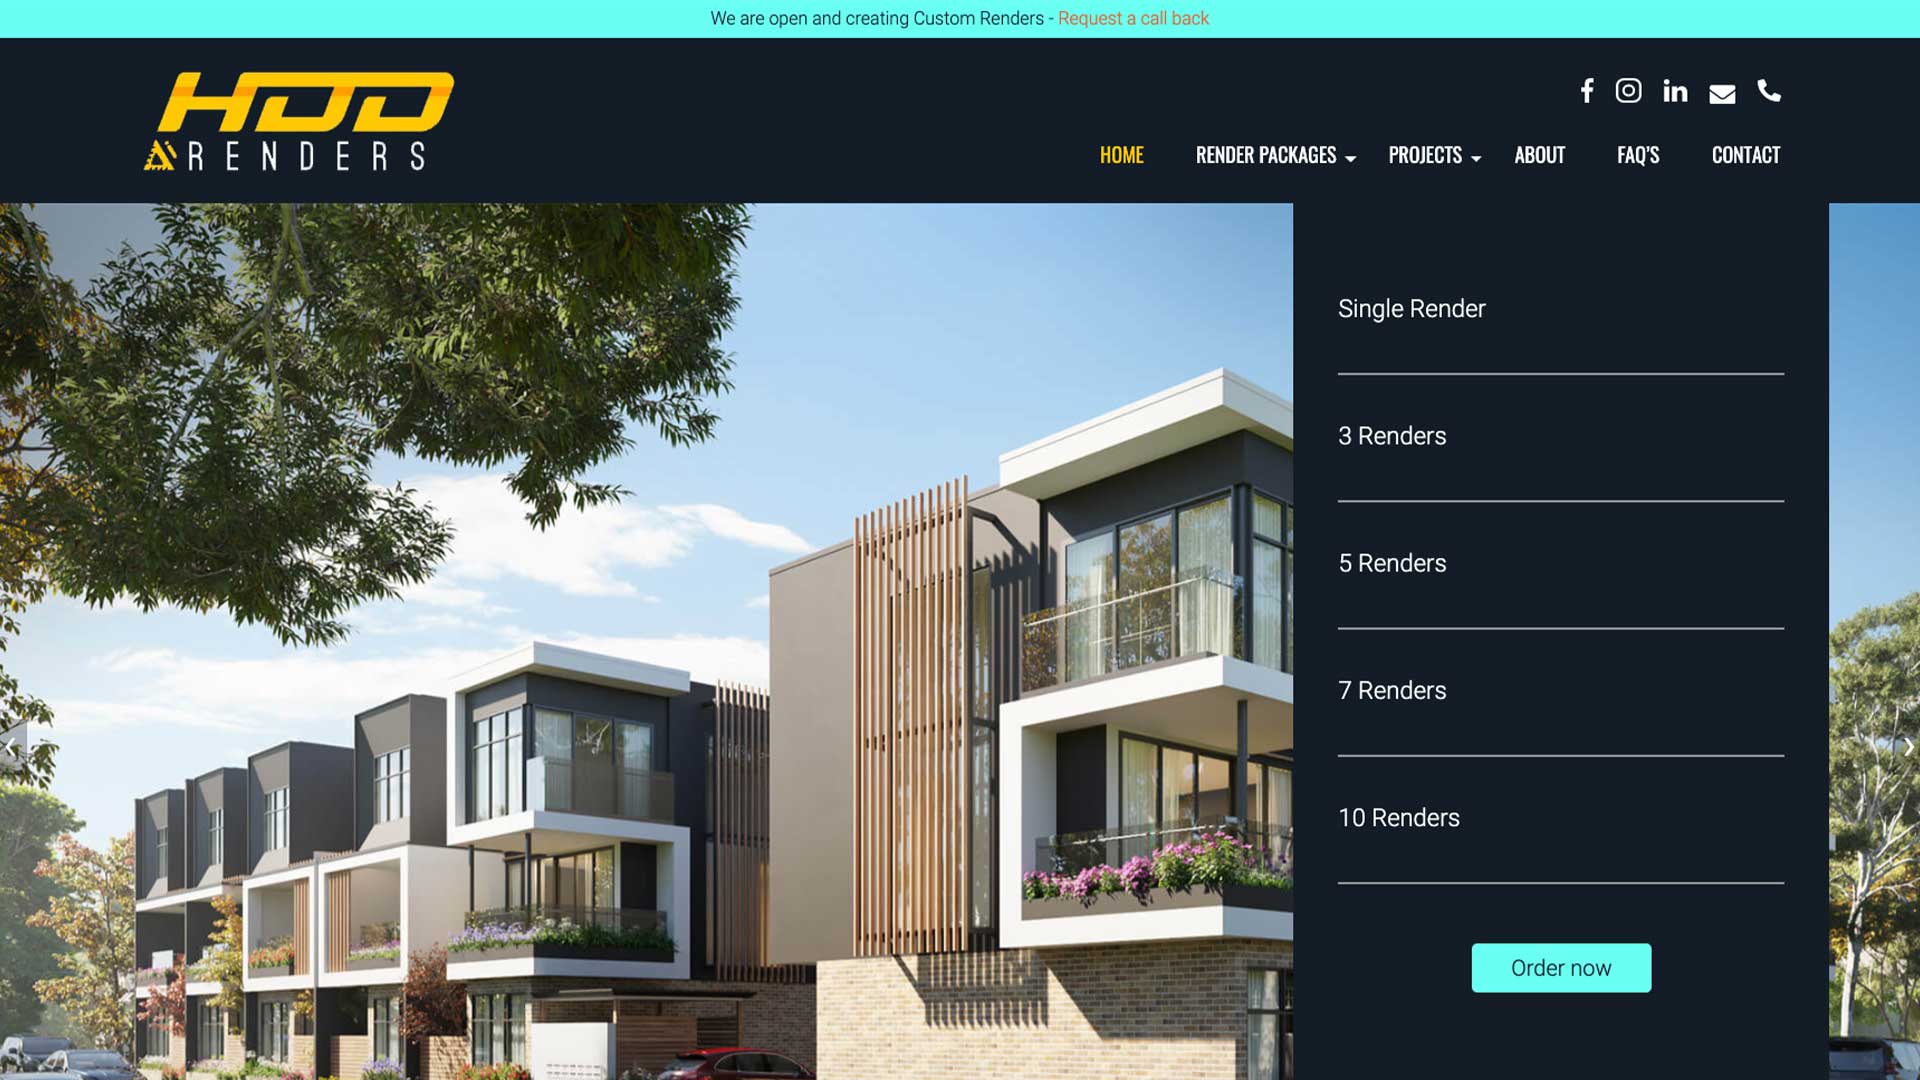 We are open and creating Custom Renders - Request a call back
HDD
RENDERS
HOME RENDER PACKAGES PROJECTS ABOUT FAQ'S CONTACT
Single Render
3 Renders
5 Renders
7 Renders
10 Renders
Order now